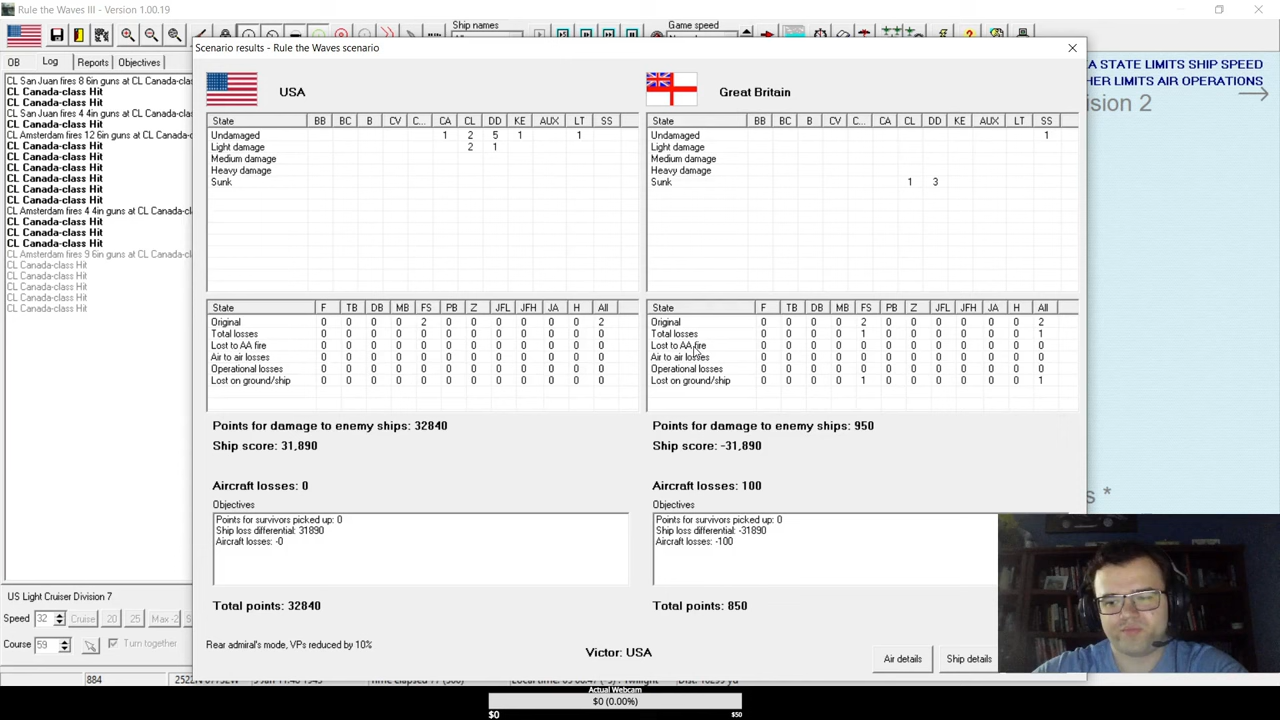 Rule the Waves III - Version 1.00.19
Ship names
Game speed
OB Log Reports Objectives
A STATE LIMITS SHIP SPEED
HER LIMITS AIR OPERATIONS
ision 2
CL San Juan fires 8 6in guns at CL Canada-class
CL Canada-class Hit
CL Canada-class Hit
CL San Juan fires 4 4in guns at CL Canada-cl
CL Canada-class Hit
CL Amsterdam fires 12 6in guns at CL Canada-
CL Canada-class Hit
CL Canada-class Hit
CL Canada-class Hit
CL Canada-class Hit
CL Canada-class Hit
CL Amsterdam fires 4 4in guns at CL Canada-cl
CL Canada-class Hit
CL Canada-class Hit
CL Canada-class Hit
CL Amsterdam fires 9 6in guns at CL Canada-c
CL Canada-class Hit
CL Canada-class Hit
CL Canada-class Hit
CL Canada-class Hit
CL Canada-class Hit
US Light Cruiser Division 7
Speed 32 Cruise 20 25 Max -2 S
Course 59 Turn together
Scenario results - Rule the Waves scenario
USA
State BB BC B CV C... CA CL DD KE AUX LT SS
Undamaged 1 2 5 1 1
Light damage 2 1
Medium damage
Heavy damage
Sunk
State F TB DB MB FS PB Z JFL JFH JA H All
Original 0 0 0 0 2 0 0 0 0 0 0 2
Total losses 0 0 0 0 0 0 0 0 0 0 0 0
Lost to AA fire 0 0 0 0 0 0 0 0 0 0 0 0
Air to air losses 0 0 0 0 0 0 0 0 0 0 0 0
Operational losses 0 0 0 0 0 0 0 0 0 0 0 0
Lost on ground/ship 0 0 0 0 0 0 0 0 0 0 0 0
Points for damage to enemy ships: 32840
Ship score: 31,890
Aircraft losses: 0
Objectives
Points for survivors picked up: 0
Ship loss differential: 31890
Aircraft losses: -0
Total points: 32840
Great Britain
State BB BC B CV C... CA CL DD KE AUX LT SS
Undamaged 1
Light damage
Medium damage
Heavy damage
Sunk 1 3
State F TB DB MB FS PB Z JFL JFH JA H All
Original 0 0 0 0 2 0 0 0 0 0 0 2
Total losses 0 0 0 0 1 0 0 0 0 0 0 1
Lost to AA fire 0 0 0 0 0 0 0 0 0 0 0 0
Air to air losses 0 0 0 0 0 0 0 0 0 0 0 0
Operational losses 0 0 0 0 0 0 0 0 0 0 0 0
Lost on ground/ship 0 0 0 0 1 0 0 0 0 0 0 1
Points for damage to enemy ships: 950
Ship score: -31,890
Aircraft losses: 100
Objectives
Points for survivors picked up: 0
Ship loss differential: -31890
Aircraft losses: -100
Total points: 850
s *
Rear admiral's mode, VPs reduced by 10%
Victor: USA
Air details Ship details
884
Actual Webcam
$0 (0.00%)
$0 $50